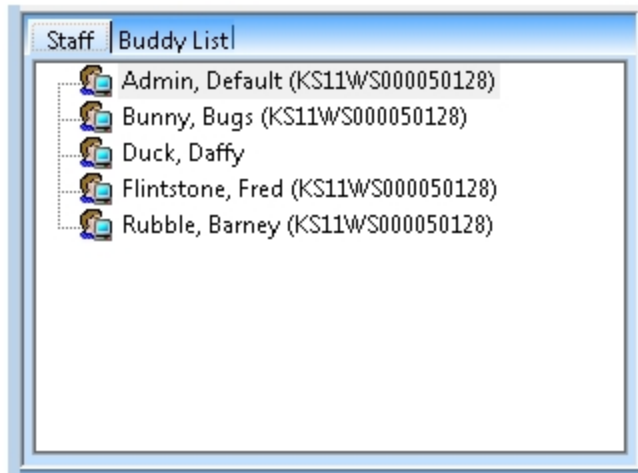 Staff Buddy List
Admin, Default (KS11WS000050128)
Bunny, Bugs (KS11WS000050128)
Duck, Daffy
Flintstone, Fred (KS11WS000050128)
Rubble, Barney (KS11WS000050128)